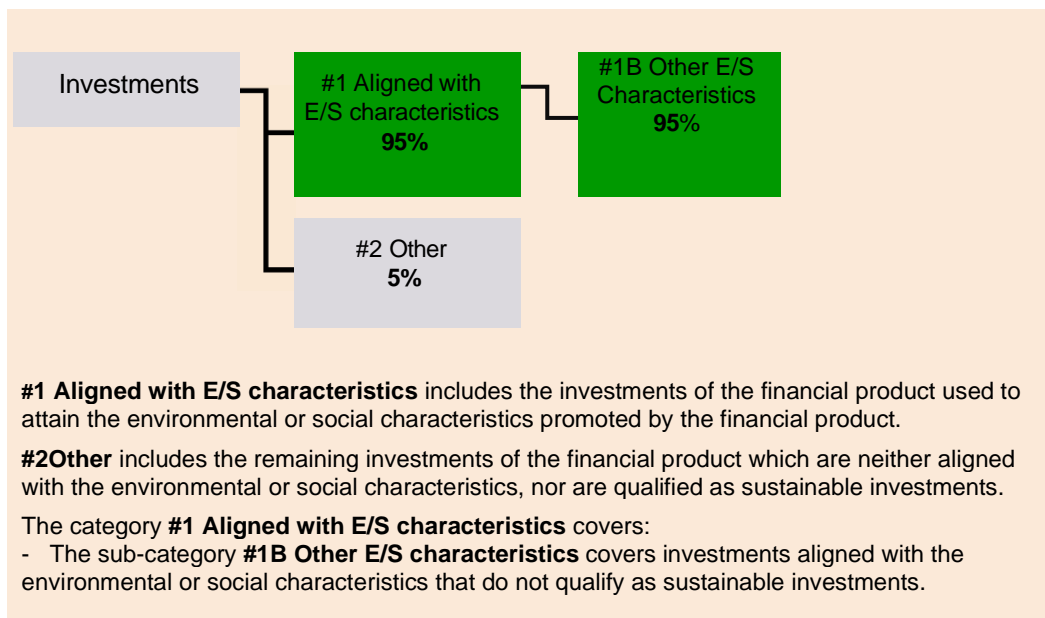 Investments
#1 Aligned with
E/S characteristics
95%
#1B Other E/S
Characteristics
95%
#2 Other
5%
#1 Aligned with E/S characteristics includes the investments of the financial product used to
attain the environmental or social characteristics promoted by the financial product.
#2Other includes the remaining investments of the financial product which are neither aligned
with the environmental or social characteristics, nor are qualified as sustainable investments.
The category #1 Aligned with E/S characteristics covers:
- The sub-category #1B Other E/S characteristics covers investments aligned with the
environmental or social characteristics that do not qualify as sustainable investments.